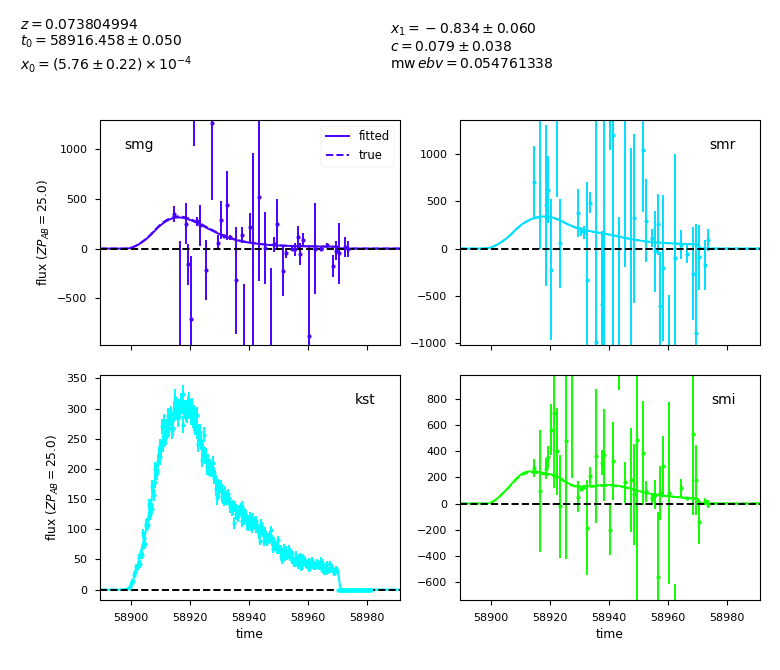 z = 0.073804994
t₀ = 58916.458 ± 0.050
x₀ = (5.76 ± 0.22) × 10⁻⁴
x₁ = −0.834 ± 0.060
c = 0.079 ± 0.038
mw ebv = 0.054761338
smg
fitted
true
1000
500
0
−500
flux (ZP_AB = 25.0)
smr
1000
500
0
−500
−1000
kst
350
300
250
200
150
100
50
0
flux (ZP_AB = 25.0)
58900 58920 58940 58960 58980
time
smi
800
600
400
200
0
−200
−400
−600
58900 58920 58940 58960 58980
time